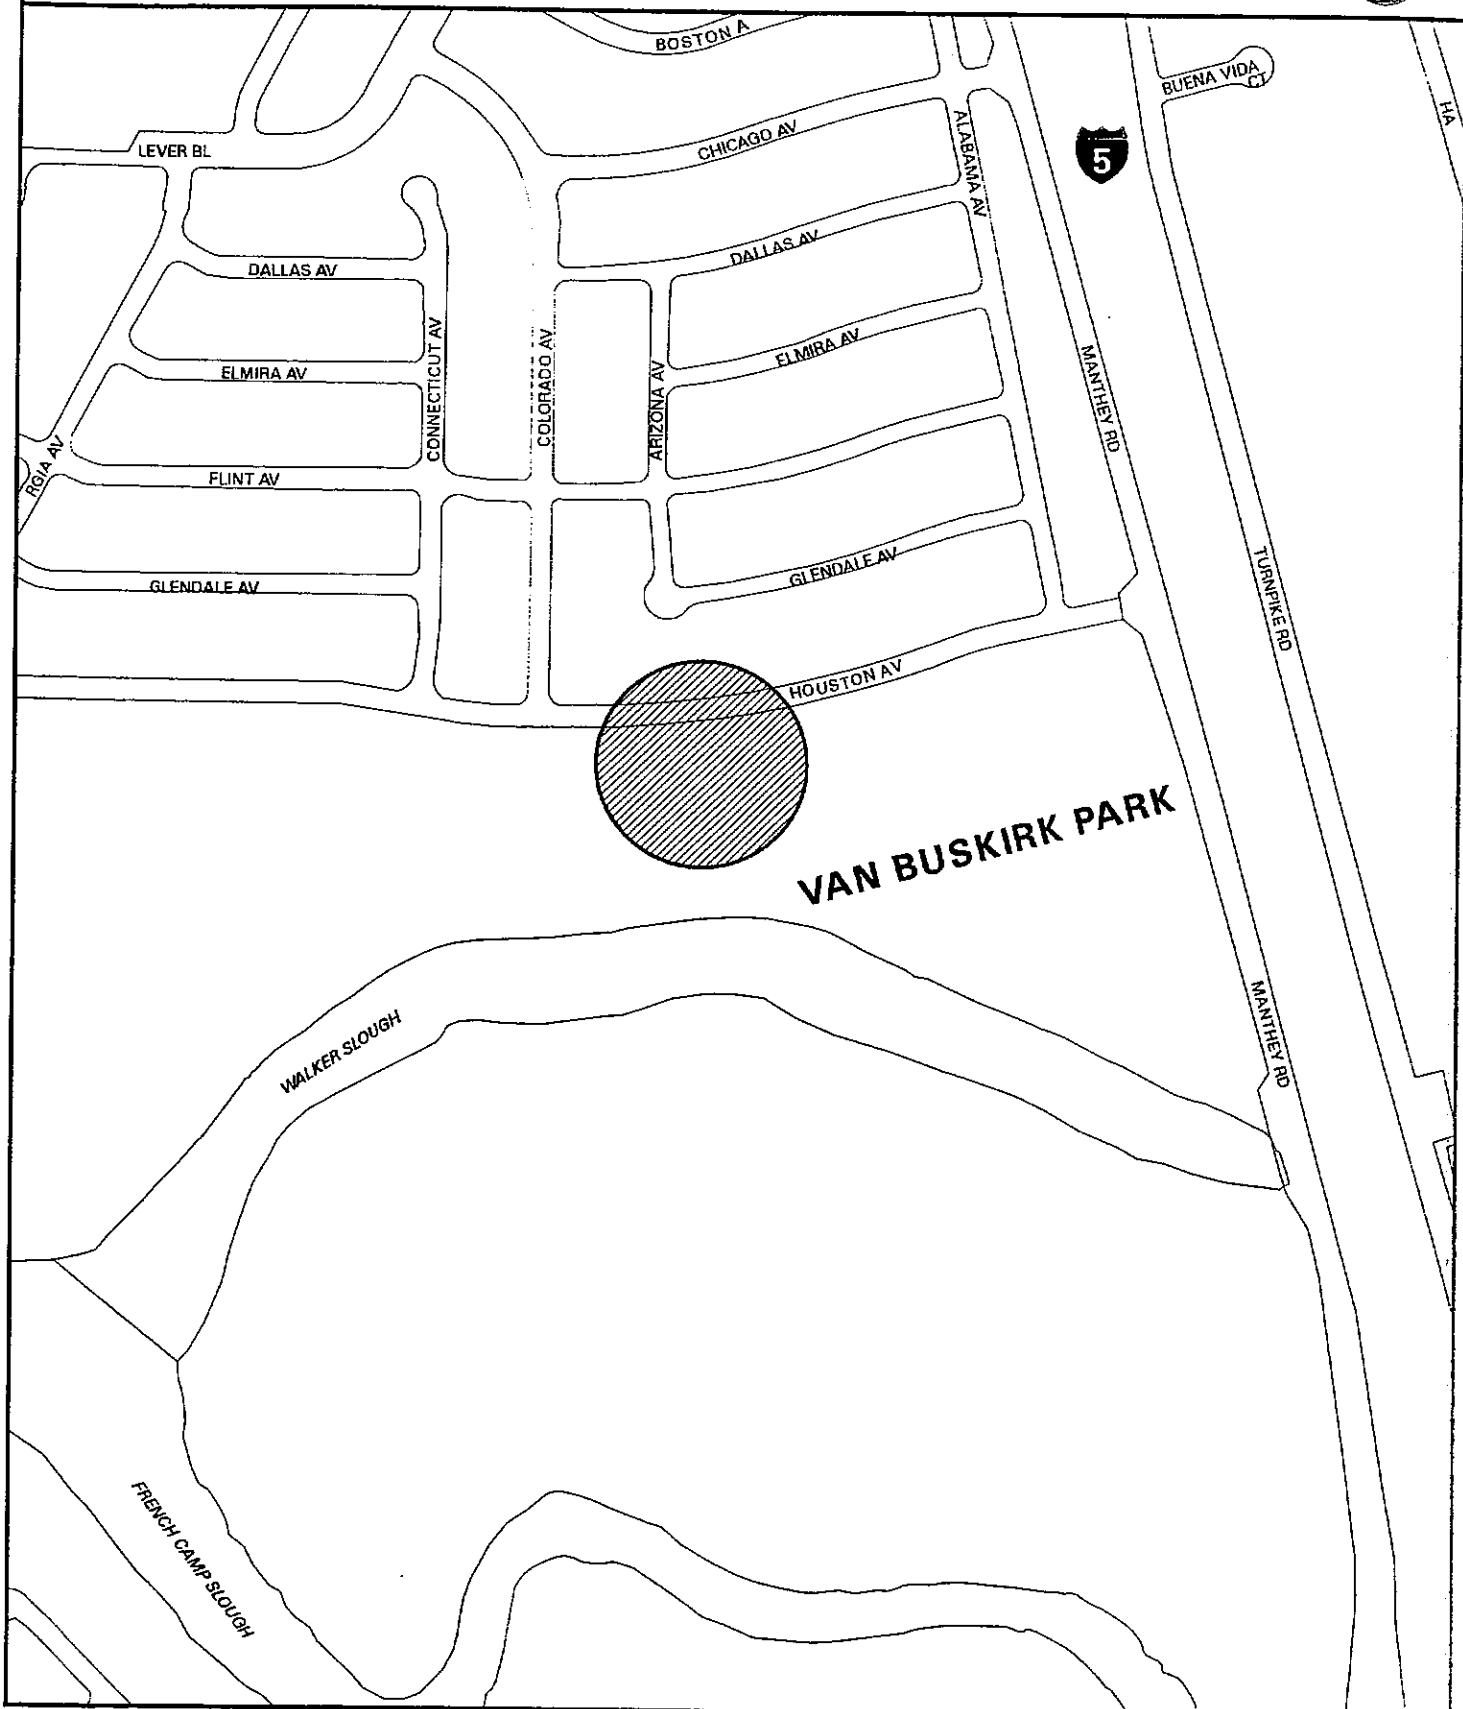 BOSTON A
BUENA VIDA
CT
HA
LEVER BL
CHICAGO AV
ALABAMA AV
5
DALLAS AV
DALLAS AV
CONNECTICUT AV
COLORADO AV
ARIZONA AV
ELMIRA AV
ELMIRA AV
MANTHEY RD
RGIA AV
FLINT AV
GLENDALE AV
GLENDALE AV
TURNPIKE RD
HOUSTON AV
VAN BUSKIRK PARK
WALKER SLOUGH
MANTHEY RD
FRENCH CAMP SLOUGH